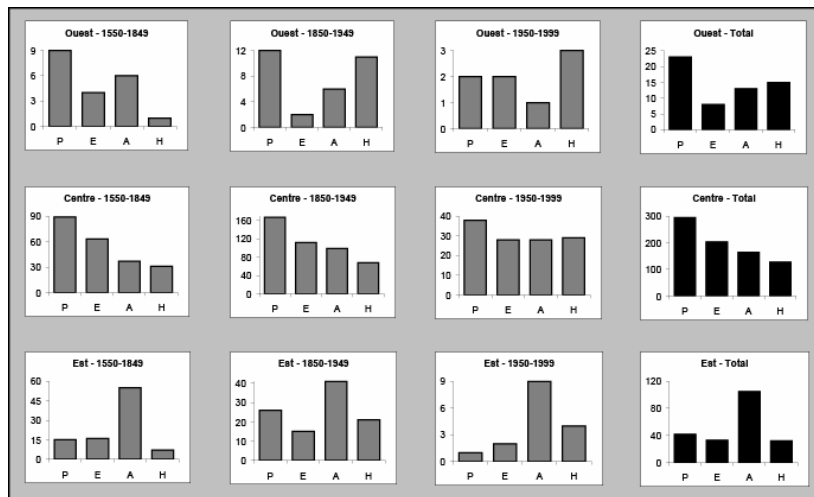 Ouest - 1550-1849
9
6
3
0
P E A H
Ouest - 1850-1949
12
8
4
0
P E A H
Ouest - 1950-1999
3
2
1
0
P E A H
Ouest - Total
25
20
15
10
5
0
P E A H
Centre - 1550-1849
90
60
30
0
P E A H
Centre - 1850-1949
160
120
80
40
0
P E A H
Centre - 1950-1999
40
30
20
10
0
P E A H
Centre - Total
300
200
100
0
P E A H
Est - 1550-1849
60
45
30
15
0
P E A H
Est - 1850-1949
40
30
20
10
0
P E A H
Est - 1950-1999
9
6
3
0
P E A H
Est - Total
120
80
40
0
P E A H